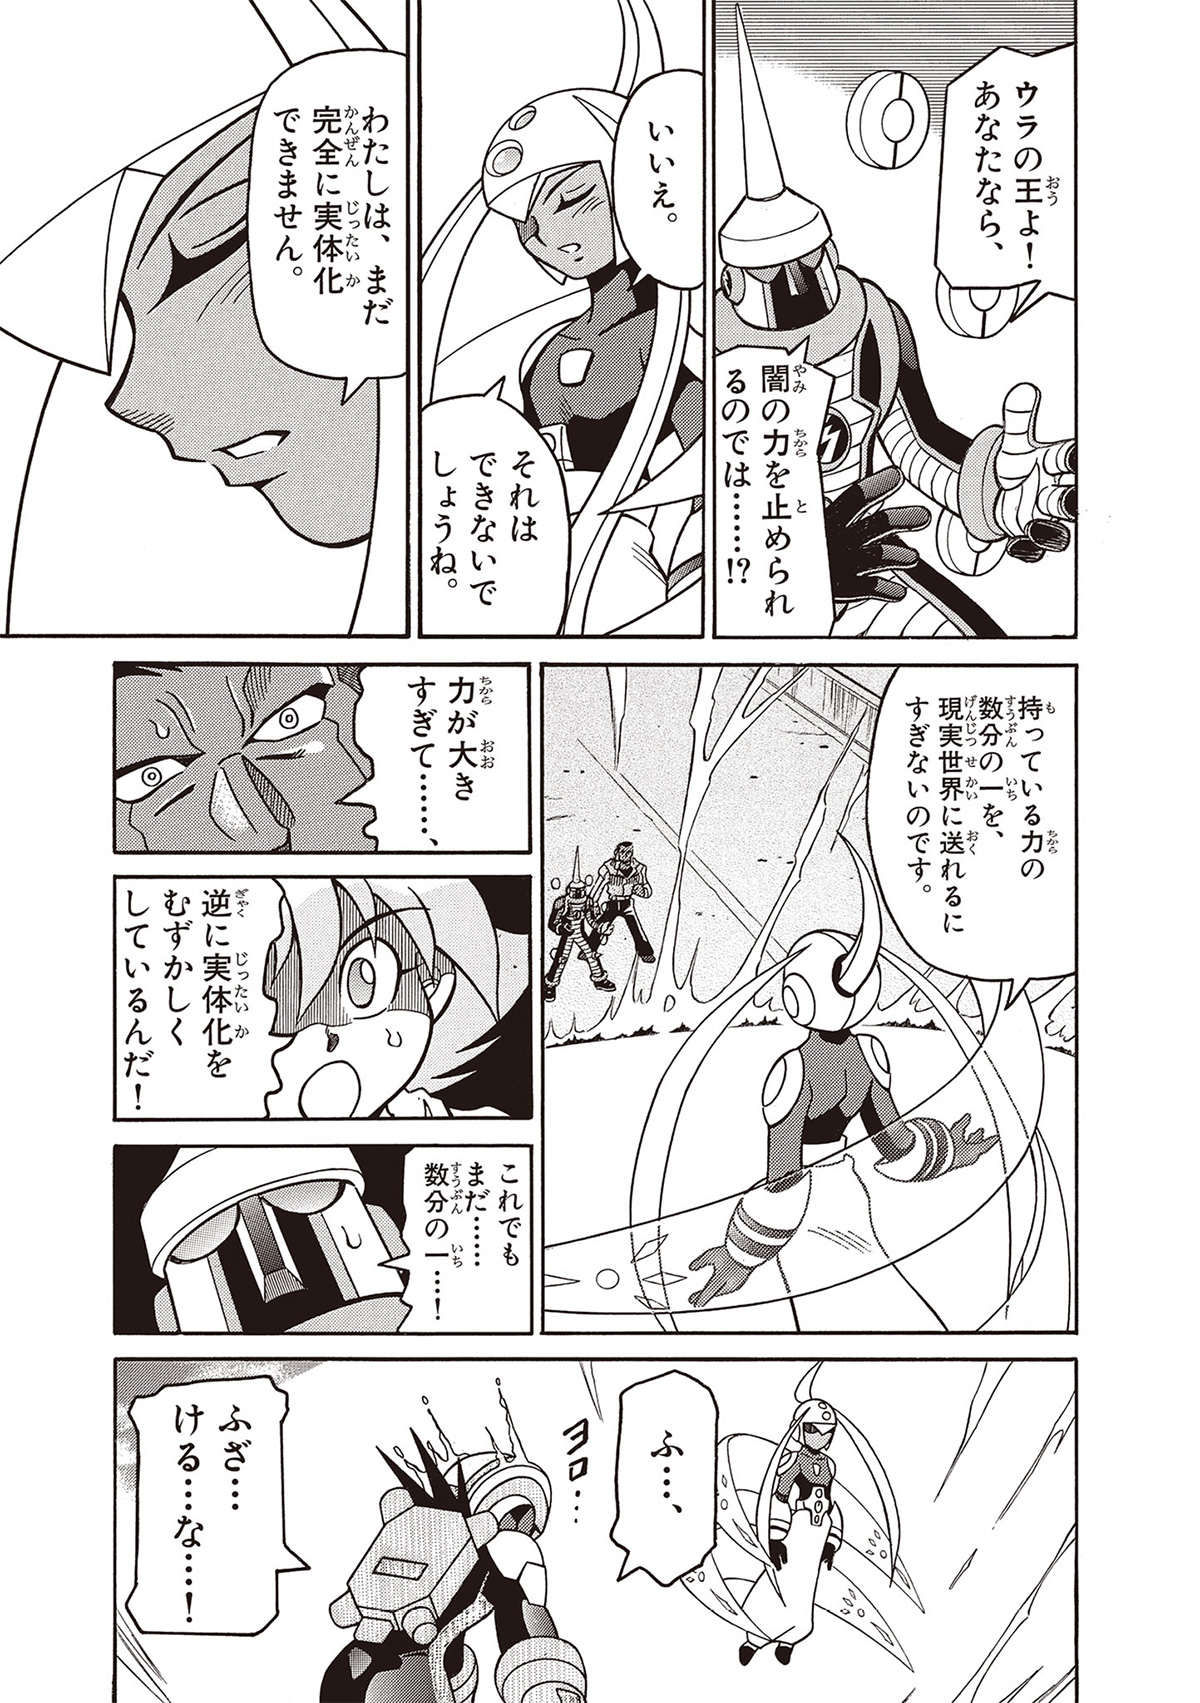 ウラの王よ！
あなたなら、
闇の力を止められ
るのでは……!?
いいえ。
それは
できないで
しょうね。
わたしは、まだ
完全に実体化
できません。
持っている力の
数分の一を、
現実世界に送れるに
すぎないのです。
力が大き
すぎて……、
逆に実体化を
むずかしく
しているんだ！
これでも
まだ……
数分の一…！
ふ…、
ヨロ…
ふざ…
ける…な…！